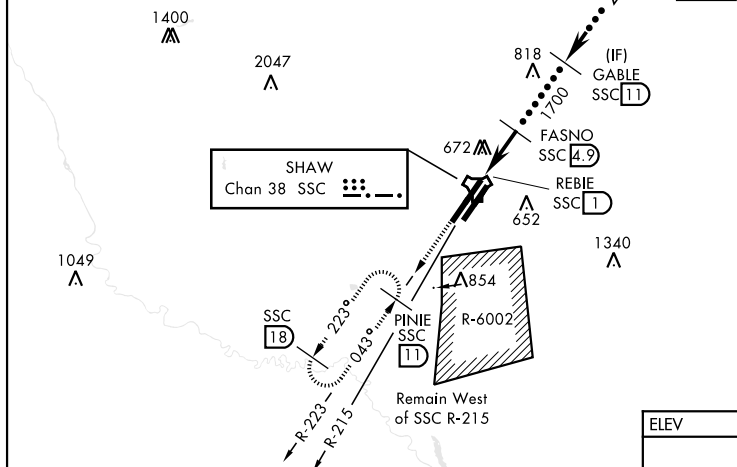 1400
2047
818
(IF)
GABLE
SSC 11
1700
FASNO
SSC 4.9
672
SHAW
Chan 38 SSC
REBIE
SSC 1
652
1340
1049
854
R-6002
SSC
18
223°
043°
PINIE
SSC
11
Remain West
of SSC R-215
R-223
R-215
ELEV